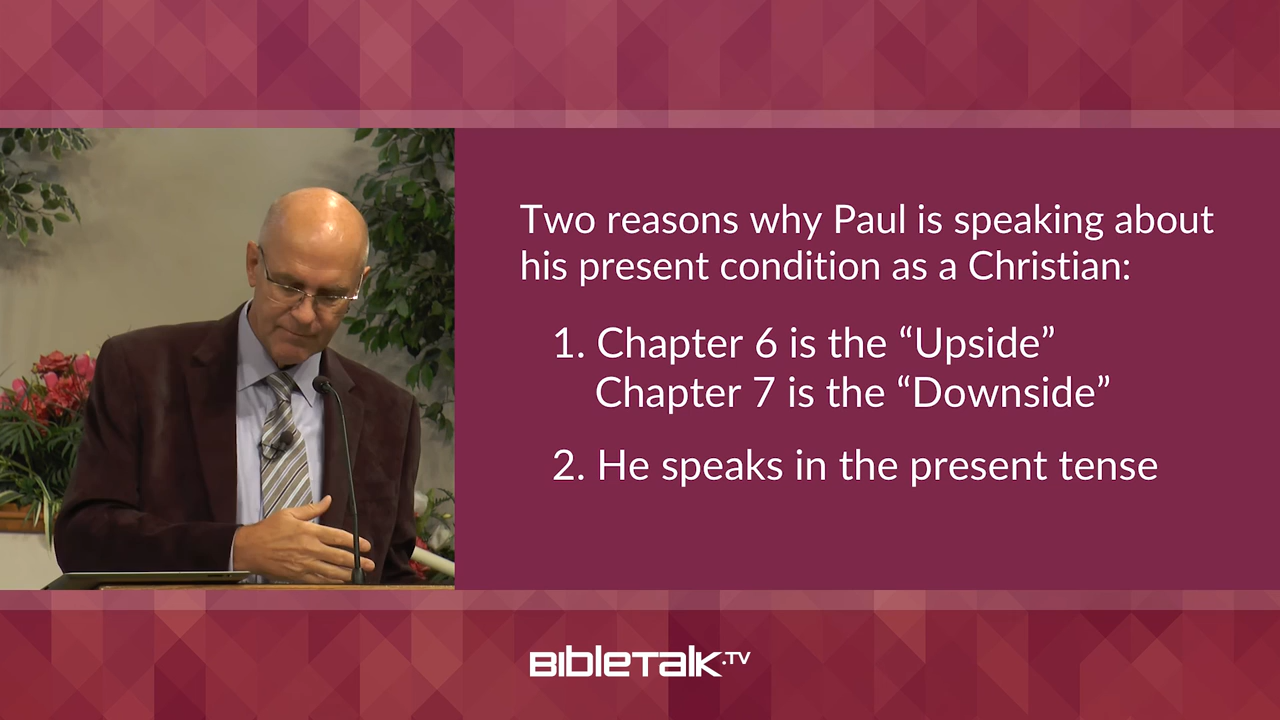 Two reasons why Paul is speaking about
his present condition as a Christian:
1. Chapter 6 is the “Upside”
Chapter 7 is the “Downside”
2. He speaks in the present tense
BibleTalk.TV